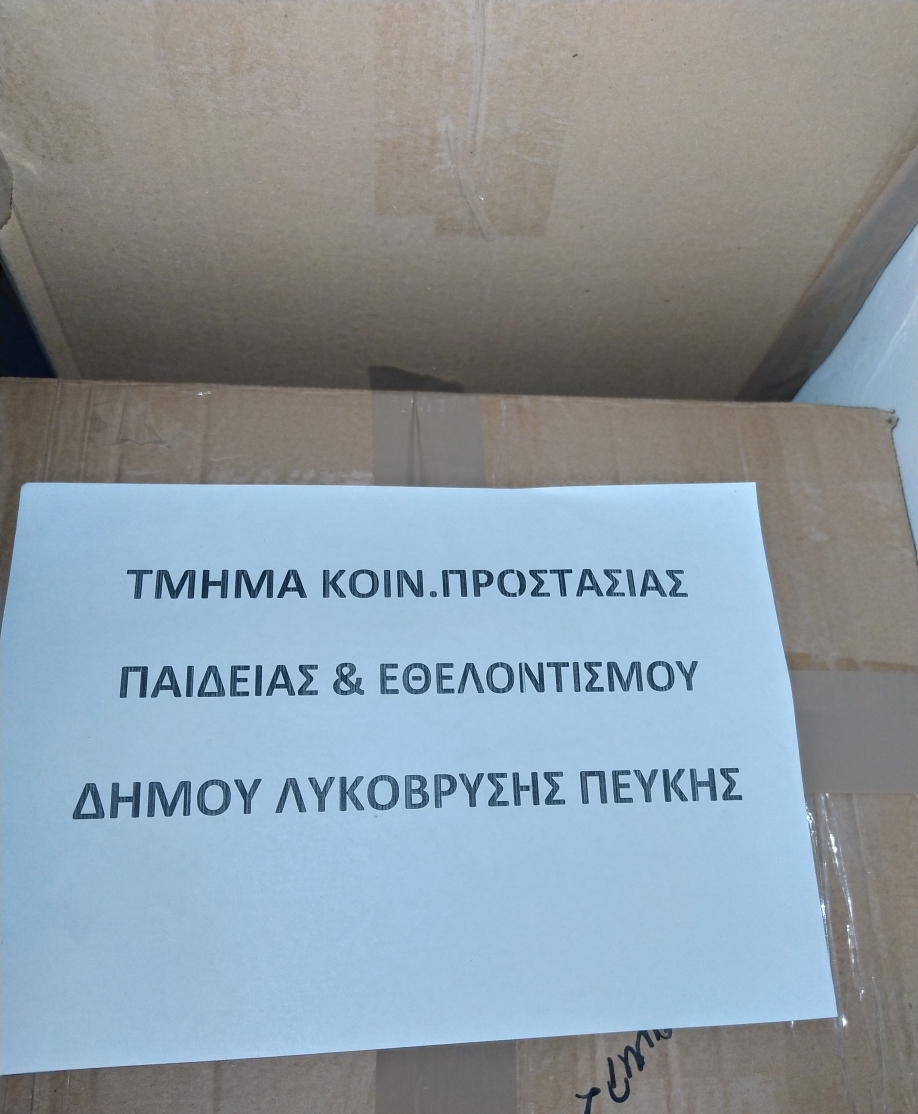 ΤΜΗΜΑ ΚΟΙΝ.ΠΡΟΣΤΑΣΙΑΣ
ΠΑΙΔΕΙΑΣ & ΕΘΕΛΟΝΤΙΣΜΟΥ
ΔΗΜΟΥ ΛΥΚΟΒΡΥΣΗΣ ΠΕΥΚΗΣ